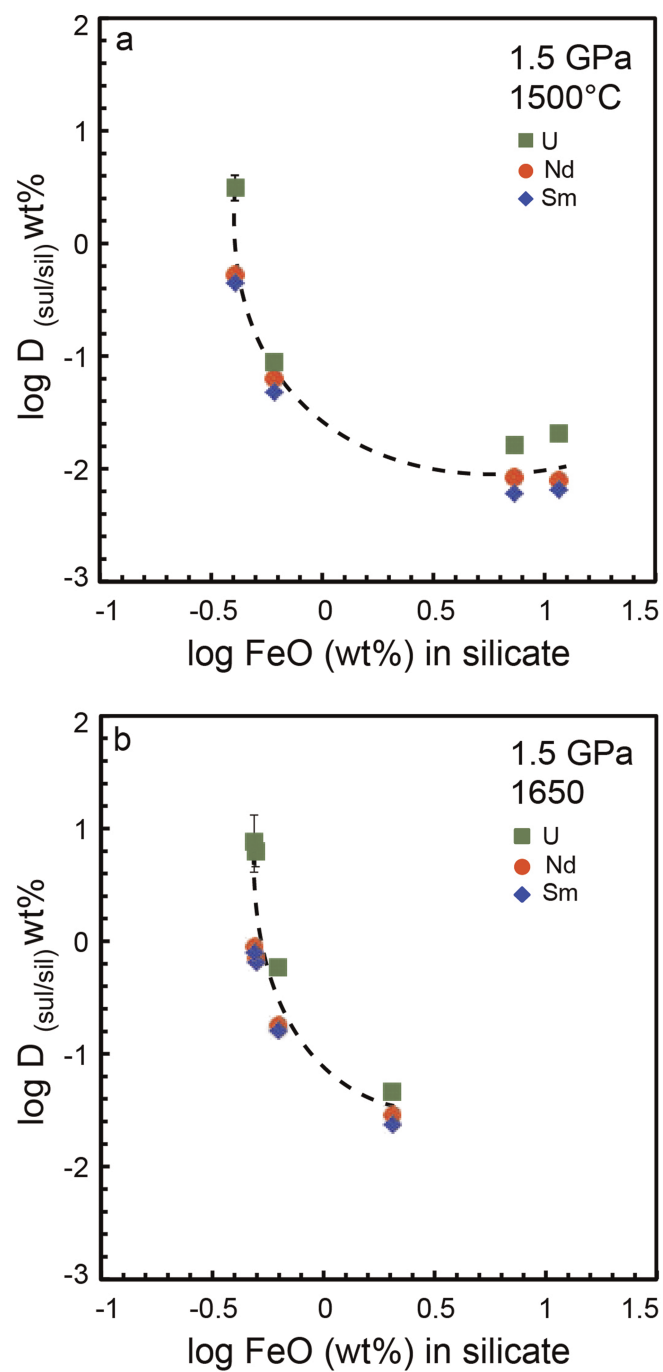 a
1.5 GPa
1500°C
U
Nd
Sm
2
1
0
-1
-2
-3
log D (sul/sil) wt%
-1 -0.5 0 0.5 1 1.5
log FeO (wt%) in silicate
b
1.5 GPa
1650
U
Nd
Sm
2
1
0
-1
-2
-3
log D (sul/sil) wt%
-1 -0.5 0 0.5 1 1.5
log FeO (wt%) in silicate